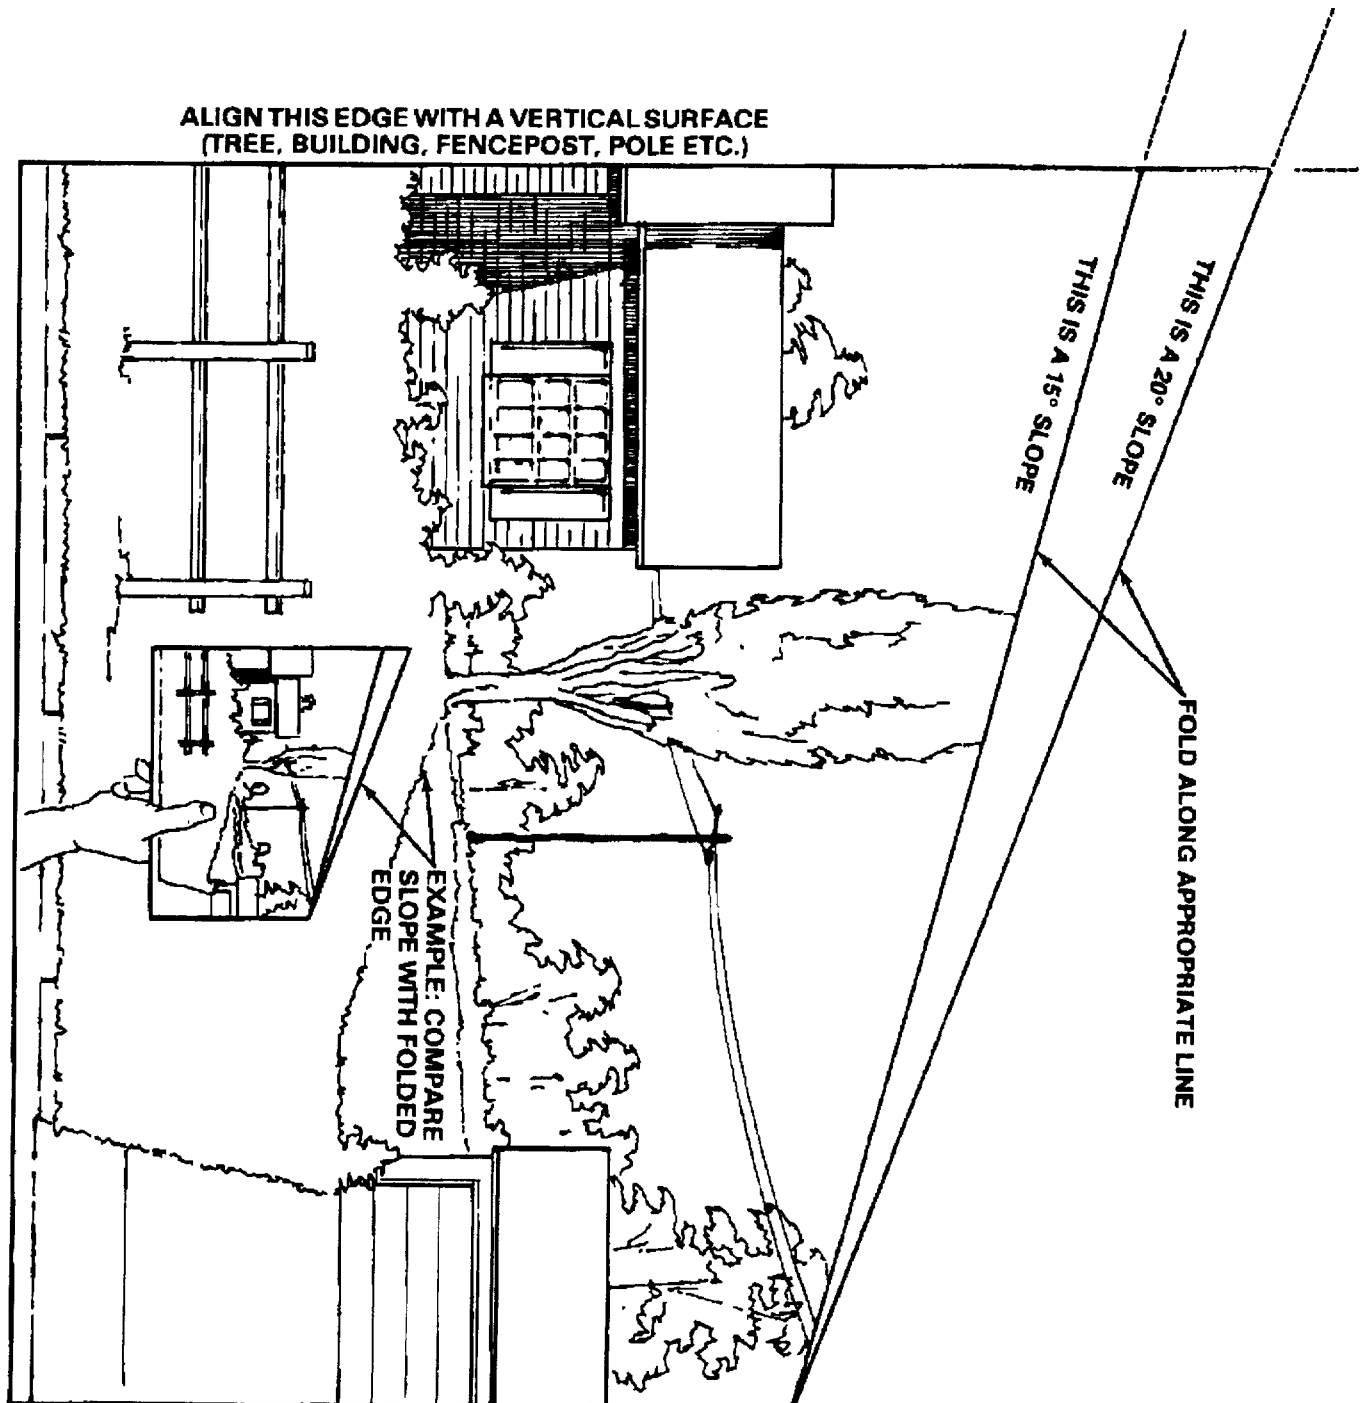 ALIGN THIS EDGE WITH A VERTICAL SURFACE
(TREE, BUILDING, FENCEPOST, POLE ETC.)
THIS IS A 15° SLOPE
THIS IS A 20° SLOPE
FOLD ALONG APPROPRIATE LINE
EXAMPLE: COMPARE
SLOPE WITH FOLDED
EDGE